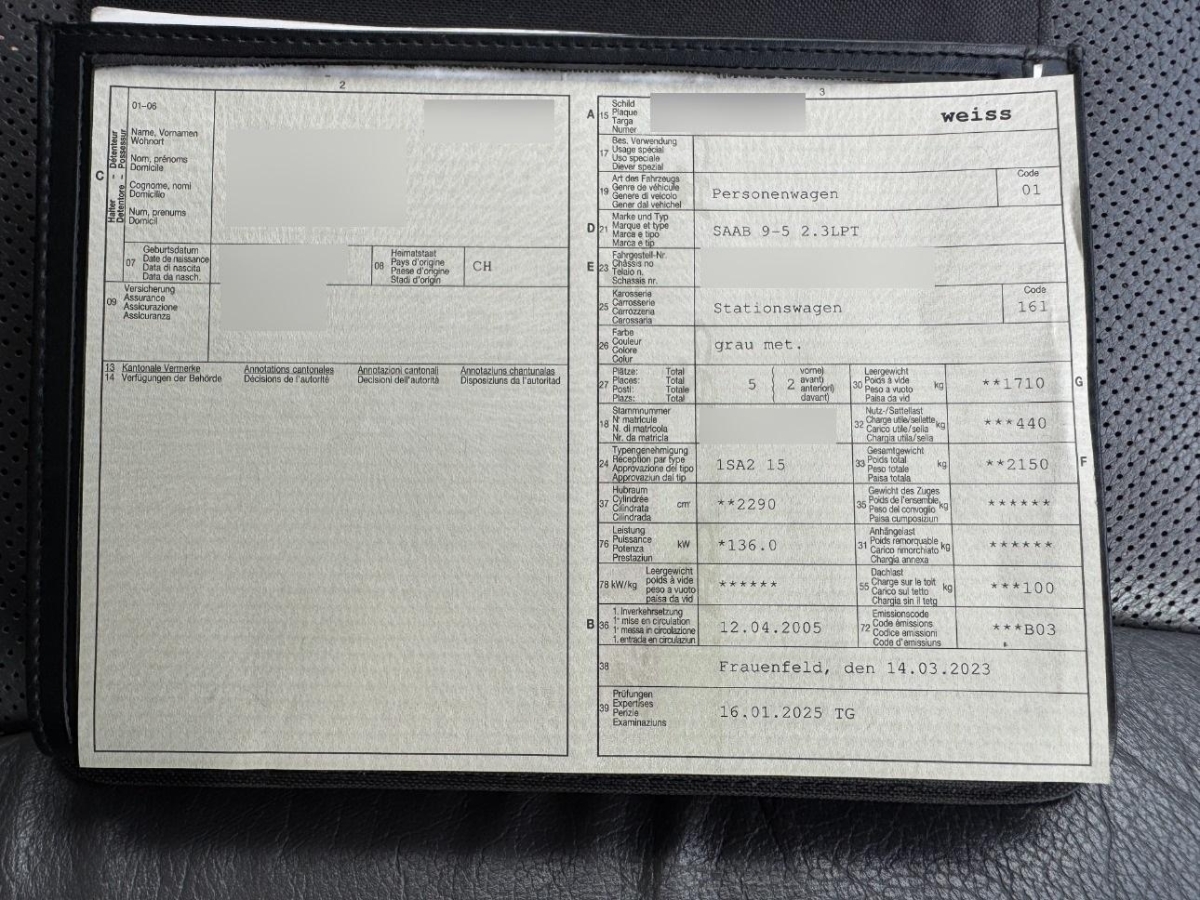 2
01–06
C
Halter - Détenteur
Detentore - Possessur
Name, Vornamen
Wohnort
Nom, prénoms
Domicile
Cognome, nomi
Domicilio
Num, prenums
Domicil
07
Geburtsdatum
Date de naissance
Data di nascita
Data da nasch.
08
Heimatstaat
Pays d'origine
Paese d'origine
Stadi d'origin
CH
09
Versicherung
Assurance
Assicurazione
Assicuranza
13
14
Kantonale Vermerke
Verfügungen der Behörde
Annotations cantonales
Décisions de l'autorité
Annotazioni cantonali
Decisioni dell'autorità
Annotaziuns chantunalas
Disposiziuns da l'autoritad
3
A 15
Schild
Plaque
Targa
Numer
weiss
17
Bes. Verwendung
Usage spécial
Uso speciale
Diever spezial
19
Art des Fahrzeugs
Genre de véhicule
Genere di veicolo
Gener dal vehichel
Personenwagen
Code
01
D 21
Marke und Typ
Marque et type
Marca e tipo
Marca e tip
SAAB 9-5 2.3LPT
E 23
Fahrgestell-Nr.
Châssis no
Telaio n.
Schassis nr.
25
Karosserie
Carrosserie
Carrozzeria
Carossaria
Stationswagen
Code
161
26
Farbe
Couleur
Colore
Colur
grau met.
27
Plätze: Total
Places: Total
Posti: Totale
Plazs: Total
5
2
vorne)
avant)
anteriori)
davant)
30
Leergewicht
Poids à vide
Peso a vuoto
Paisa da vid
kg
**1710
G
18
Stammnummer
N° matricule
N. di matricola
Nr. da matricla
32
Nutz-/Sattellast
Charge utile/sellette
Carico utile/sella
Chargia utila/sella
kg
***440
24
Typengenehmigung
Réception par type
Approvazione del tipo
Approvaziun dal tip
1SA2 15
33
Gesamtgewicht
Poids total
Peso totale
Paisa totala
kg
**2150
F
37
Hubraum
Cylindrée
Cilindrata
Cilindrada
cm³
**2290
35
Gewicht des Zuges
Poids de l'ensemble
Peso del convoglio
Paisa cumposiziun
kg
******
76
Leistung
Puissance
Potenza
Prestaziun
kW
*136.0
31
Anhängelast
Poids remorquable
Carico rimorchiato
Chargia annexa
kg
******
78 kW/kg
Leergewicht
poids à vide
peso a vuoto
paisa da vid
******
55
Dachlast
Charge sur le toit
Carico sul tetto
Chargia sin il tetg
kg
***100
B 36
1. Inverkehrsetzung
1re mise en circulation
1a messa in circolazione
1. entrada en circulaziun
12.04.2005
72
Emissionscode
Code émissions
Codice emissioni
Code d'emissiuns
***B03
38
Frauenfeld, den 14.03.2023
39
Prüfungen
Expertises
Perizie
Examinaziuns
16.01.2025 TG